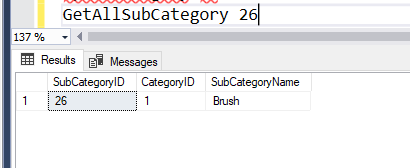 GetAllSubCategory 26
137 %
Results Messages
SubCategoryID CategoryID SubCategoryName
1 26 1 Brush